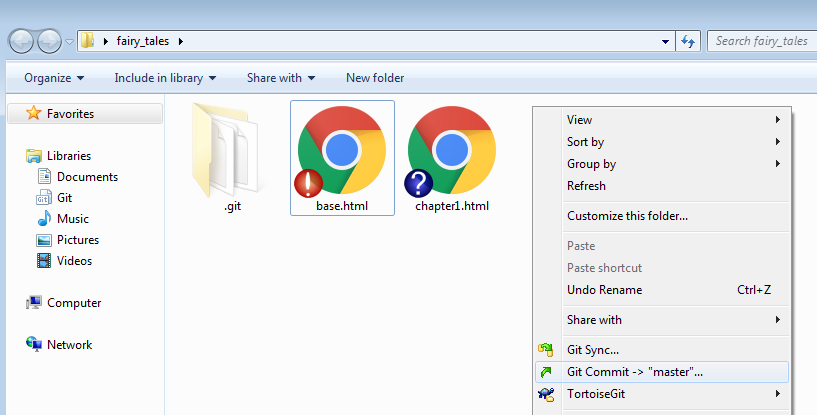 fairy_tales
Search fairy_tales
Organize Include in library Share with New folder
Favorites
Libraries
Documents
Git
Music
Pictures
Videos
Computer
Network
.git
base.html
chapter1.html
View
Sort by
Group by
Refresh
Customize this folder...
Paste
Paste shortcut
Undo Rename Ctrl+Z
Share with
Git Sync...
Git Commit -> "master"...
TortoiseGit